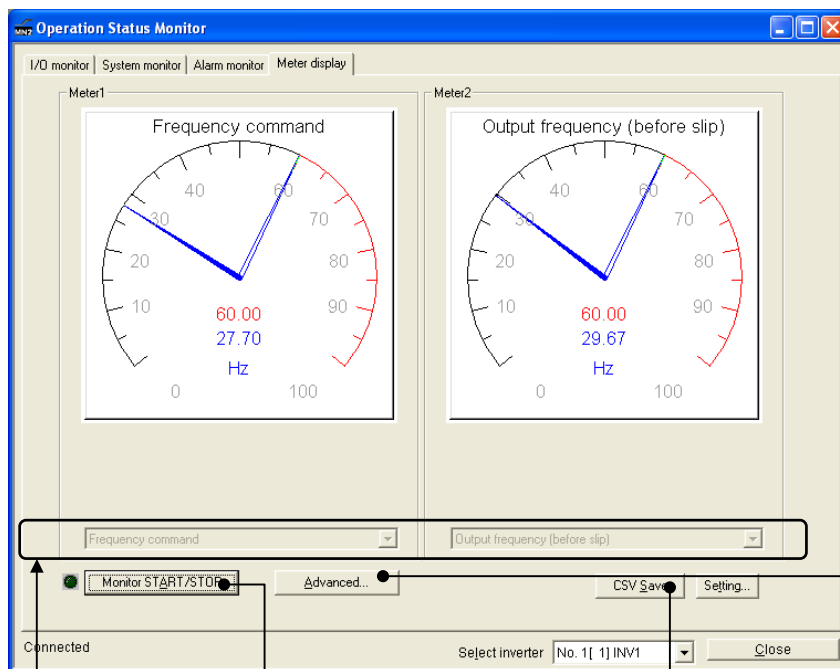 MN2 Operation Status Monitor
I/O monitor System monitor Alarm monitor Meter display
Meter1
Frequency command
0
10
20
30
40
60
70
80
90
100
60.00
27.70
Hz
Meter2
Output frequency (before slip)
0
10
20
30
40
60
70
80
90
100
60.00
29.67
Hz
Frequency command
Output frequency (before slip)
Monitor START/STOP
Advanced...
CSV Save
Setting...
Connected
Select inverter No. 1[ 1] INV1
Close